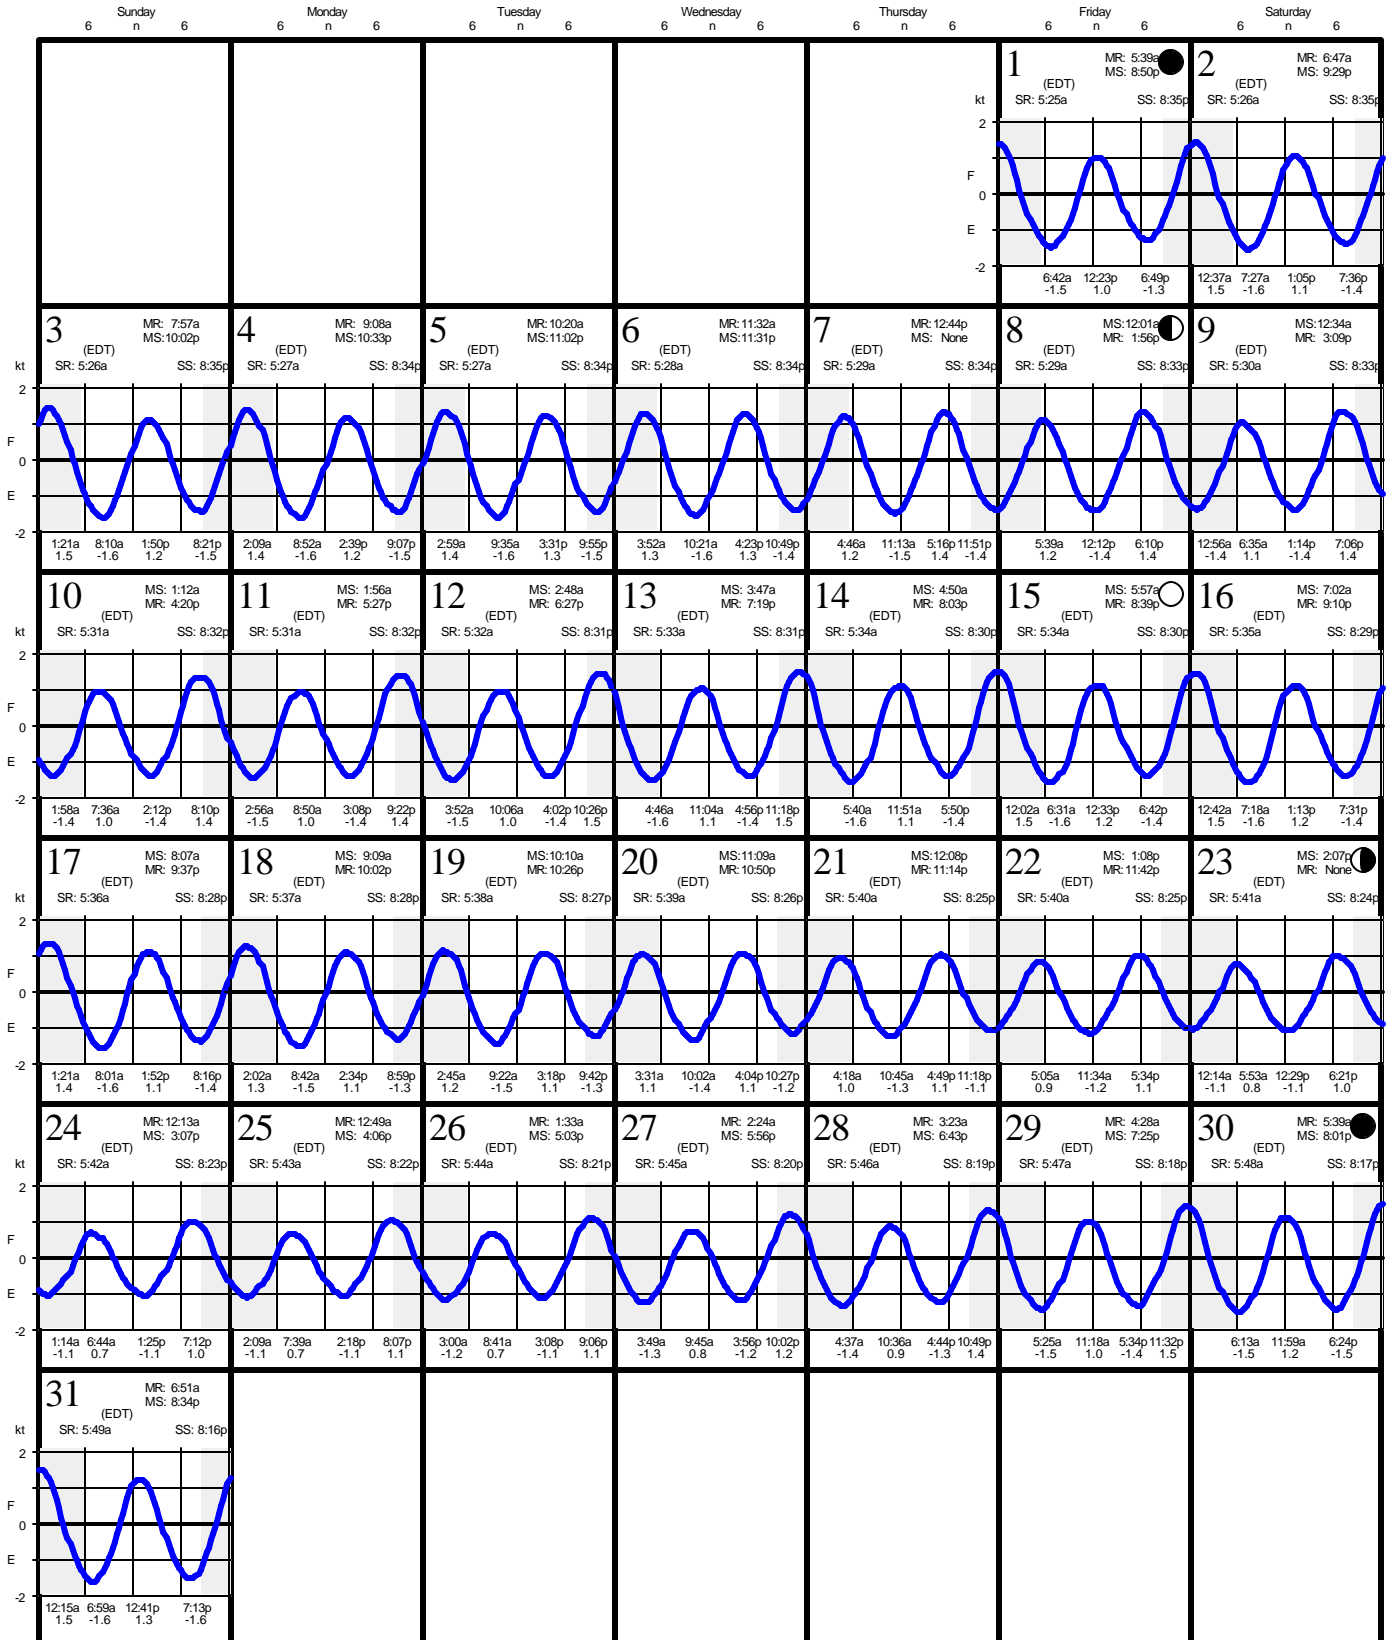 Sunday Monday Tuesday Wednesday Thursday Friday Saturday
6 n 6 6 n 6 6 n 6 6 n 6 6 n 6 6 n 6 6 n 6
1 MR: 5:39a 2 MR: 6:47a
MS: 8:50p MS: 9:29p
(EDT) (EDT)
kt SR: 5:25a SS: 8:35p SR: 5:26a SS: 8:35p
2
F
0
E
-2
6:42a 12:23p 6:49p 12:37a 7:27a 1:05p 7:36p
-1.5 1.0 -1.3 1.5 -1.6 1.1 -1.4
3 MR: 7:57a 4 MR: 9:08a 5 MR:10:20a 6 MR:11:32a 7 MR:12:44p 8 MS:12:01a 9 MS:12:34a
MS:10:02p MS:10:33p MS:11:02p MS:11:31p MS: None MR: 1:56p MR: 3:09p
(EDT) (EDT) (EDT) (EDT) (EDT) (EDT) (EDT)
kt SR: 5:26a SS: 8:35p SR: 5:27a SS: 8:34p SR: 5:27a SS: 8:34p SR: 5:28a SS: 8:34p SR: 5:29a SS: 8:34p SR: 5:29a SS: 8:33p SR: 5:30a SS: 8:33p
2
F
0
E
-2
1:21a 8:10a 1:50p 8:21p 2:09a 8:52a 2:39p 9:07p 2:59a 9:35a 3:31p 9:55p 3:52a 10:21a 4:23p 10:49p 4:46a 11:13a 5:16p 11:51p 5:39a 12:12p 6:10p 12:56a 6:35a 1:14p 7:06p
1.5 -1.6 1.2 -1.5 1.4 -1.6 1.2 -1.5 1.4 -1.6 1.3 -1.5 1.3 -1.6 1.3 -1.4 1.2 -1.5 1.4 -1.4 1.2 -1.4 1.4 -1.4 1.1 -1.4 1.4
10 MS: 1:12a 11 MS: 1:56a 12 MS: 2:48a 13 MS: 3:47a 14 MS: 4:50a 15 MS: 5:57a 16 MS: 7:02a
MR: 4:20p MR: 5:27p MR: 6:27p MR: 7:19p MR: 8:03p MR: 8:39p MR: 9:10p
(EDT) (EDT) (EDT) (EDT) (EDT) (EDT) (EDT)
kt SR: 5:31a SS: 8:32p SR: 5:31a SS: 8:32p SR: 5:32a SS: 8:31p SR: 5:33a SS: 8:31p SR: 5:34a SS: 8:30p SR: 5:34a SS: 8:30p SR: 5:35a SS: 8:29p
2
F
0
E
-2
1:58a 7:36a 2:12p 8:10p 2:56a 8:50a 3:08p 9:22p 3:52a 10:06a 4:02p 10:26p 4:46a 11:04a 4:56p 11:18p 5:40a 11:51a 5:50p 12:02a 6:31a 12:33p 6:42p 12:42a 7:18a 1:13p 7:31p
-1.4 1.0 -1.4 1.4 -1.5 1.0 -1.4 1.4 -1.5 1.0 -1.4 1.5 -1.6 1.1 -1.4 1.5 -1.6 1.1 -1.4 1.5 -1.6 1.2 -1.4 1.5 -1.6 1.2 -1.4
17 MS: 8:07a 18 MS: 9:09a 19 MS:10:10a 20 MS:11:09a 21 MS:12:08p 22 MS: 1:08p 23 MS: 2:07p
MR: 9:37p MR:10:02p MR:10:26p MR:10:50p MR:11:14p MR:11:42p MR: None
(EDT) (EDT) (EDT) (EDT) (EDT) (EDT) (EDT)
kt SR: 5:36a SS: 8:28p SR: 5:37a SS: 8:28p SR: 5:38a SS: 8:27p SR: 5:39a SS: 8:26p SR: 5:40a SS: 8:25p SR: 5:40a SS: 8:25p SR: 5:41a SS: 8:24p
2
F
0
E
-2
1:21a 8:01a 1:52p 8:16p 2:02a 8:42a 2:34p 8:59p 2:45a 9:22a 3:18p 9:42p 3:31a 10:02a 4:04p 10:27p 4:18a 10:45a 4:49p 11:18p 5:05a 11:34a 5:34p 12:14a 5:53a 12:29p 6:21p
1.4 -1.6 1.1 -1.4 1.3 -1.5 1.1 -1.3 1.2 -1.5 1.1 -1.3 1.1 -1.4 1.1 -1.2 1.0 -1.3 1.1 -1.1 0.9 -1.2 1.1 -1.1 0.8 -1.1 1.0
24 MR:12:13a 25 MR:12:49a 26 MR: 1:33a 27 MR: 2:24a 28 MR: 3:23a 29 MR: 4:28a 30 MR: 5:39a
MS: 3:07p MS: 4:06p MS: 5:03p MS: 5:56p MS: 6:43p MS: 7:25p MS: 8:01p
(EDT) (EDT) (EDT) (EDT) (EDT) (EDT) (EDT)
kt SR: 5:42a SS: 8:23p SR: 5:43a SS: 8:22p SR: 5:44a SS: 8:21p SR: 5:45a SS: 8:20p SR: 5:46a SS: 8:19p SR: 5:47a SS: 8:18p SR: 5:48a SS: 8:17p
2
F
0
E
-2
1:14a 6:44a 1:25p 7:12p 2:09a 7:39a 2:18p 8:07p 3:00a 8:41a 3:08p 9:06p 3:49a 9:45a 3:56p 10:02p 4:37a 10:36a 4:44p 10:49p 5:25a 11:18a 5:34p 11:32p 6:13a 11:59a 6:24p
-1.1 0.7 -1.1 1.0 -1.1 0.7 -1.1 1.1 -1.2 0.7 -1.1 1.1 -1.3 0.8 -1.2 1.2 -1.4 0.9 -1.3 1.4 -1.5 1.0 -1.4 1.5 -1.5 1.2 -1.5
31 MR: 6:51a
MS: 8:34p
(EDT)
kt SR: 5:49a SS: 8:16p
2
F
0
E
-2
12:15a 6:59a 12:41p 7:13p
1.5 -1.6 1.3 -1.6